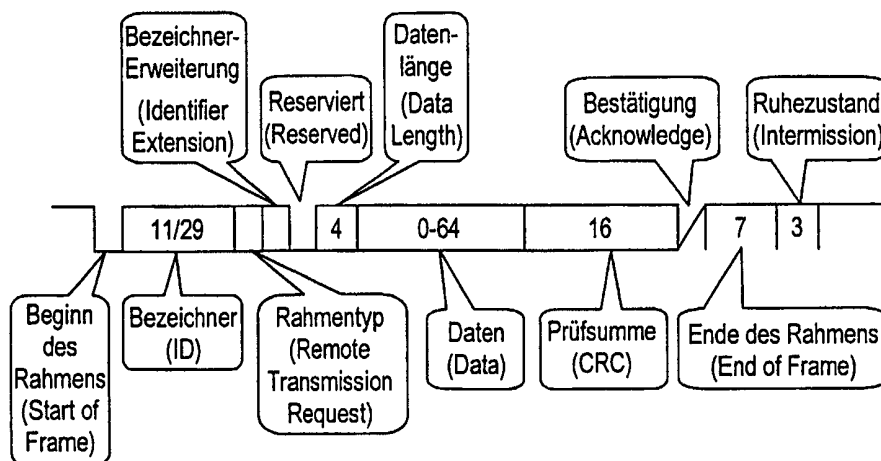 Bezeichner-
Erweiterung
(Identifier
Extension)
Reserviert
(Reserved)
Daten-
länge
(Data
Length)
Bestätigung
(Acknowledge)
Ruhezustand
(Intermission)
11/29
4
0-64
16
7
3
Beginn
des
Rahmens
(Start of
Frame)
Bezeichner
(ID)
Rahmentyp
(Remote
Transmission
Request)
Daten
(Data)
Prüfsumme
(CRC)
Ende des Rahmens
(End of Frame)